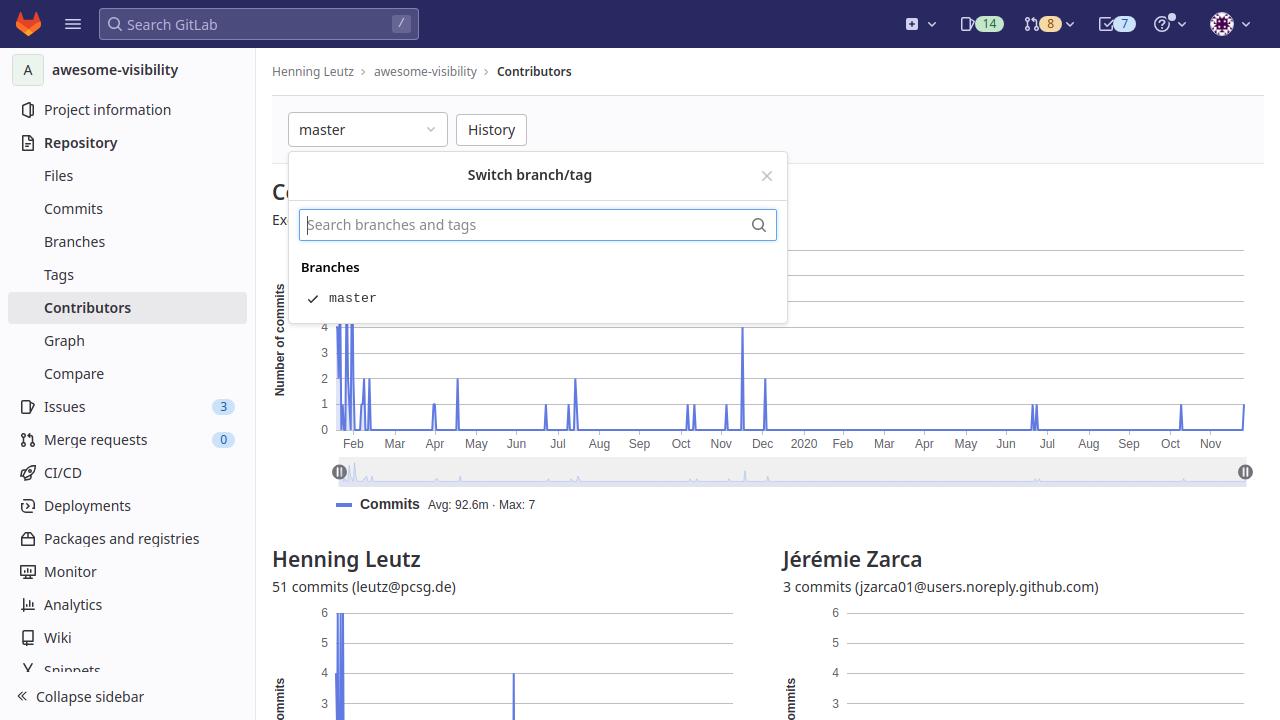 Search GitLab
/
14
8
7
A
awesome-visibility
Project information
Repository
Files
Commits
Branches
Tags
Contributors
Graph
Compare
Issues
3
Merge requests
0
CI/CD
Deployments
Packages and registries
Monitor
Analytics
Wiki
Snippets
Collapse sidebar
Henning Leutz
awesome-visibility
Contributors
master
History
Switch branch/tag
Search branches and tags
Branches
master
Number of commits
4
3
2
1
0
Feb Mar Apr May Jun Jul Aug Sep Oct Nov Dec 2020 Feb Mar Apr May Jun Jul Aug Sep Oct Nov
Commits Avg: 92.6m · Max: 7
Henning Leutz
51 commits (leutz@pcsg.de)
6
5
4
3
Jérémie Zarca
3 commits (jzarca01@users.noreply.github.com)
6
5
4
3